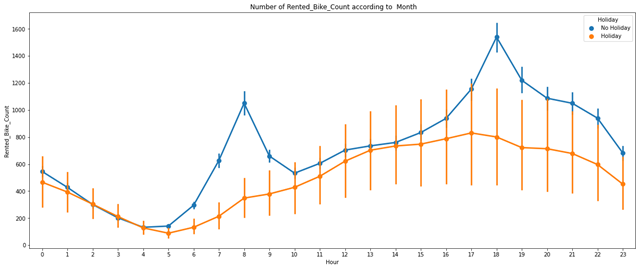 Number of Rented_Bike_Count according to Month
Holiday
No Holiday
Holiday
Rented_Bike_Count
1600
1400
1200
1000
800
600
400
200
0
0 1 2 3 4 5 6 7 8 9 10 11 12 13 14 15 16 17 18 19 20 21 22 23
Hour